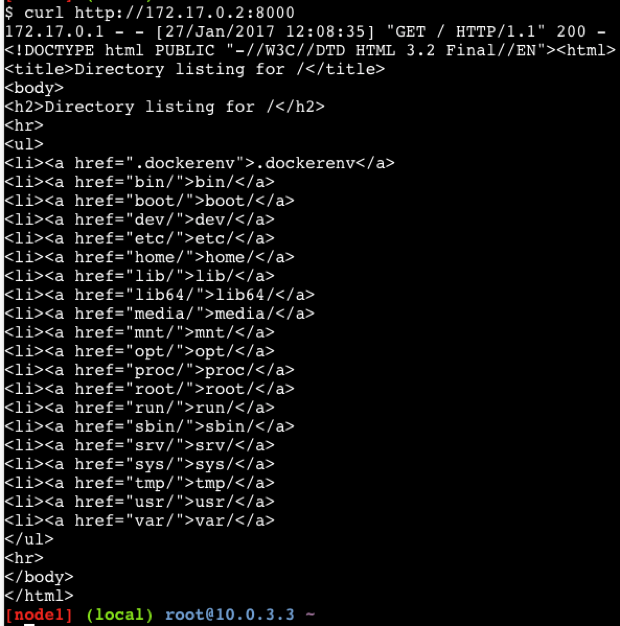 $ curl http://172.17.0.2:8000
172.17.0.1 - - [27/Jan/2017 12:08:35] "GET / HTTP/1.1" 200 -
<!DOCTYPE html PUBLIC "-//W3C//DTD HTML 3.2 Final//EN"><html>
<title>Directory listing for /</title>
<body>
<h2>Directory listing for /</h2>
<hr>
<ul>
<li><a href=".dockerenv">.dockerenv</a>
<li><a href="bin/">bin/</a>
<li><a href="boot/">boot/</a>
<li><a href="dev/">dev/</a>
<li><a href="etc/">etc/</a>
<li><a href="home/">home/</a>
<li><a href="lib/">lib/</a>
<li><a href="lib64/">lib64/</a>
<li><a href="media/">media/</a>
<li><a href="mnt/">mnt/</a>
<li><a href="opt/">opt/</a>
<li><a href="proc/">proc/</a>
<li><a href="root/">root/</a>
<li><a href="run/">run/</a>
<li><a href="sbin/">sbin/</a>
<li><a href="srv/">srv/</a>
<li><a href="sys/">sys/</a>
<li><a href="tmp/">tmp/</a>
<li><a href="usr/">usr/</a>
<li><a href="var/">var/</a>
</ul>
<hr>
</body>
</html>
[node1] (local) root@10.0.3.3 ~